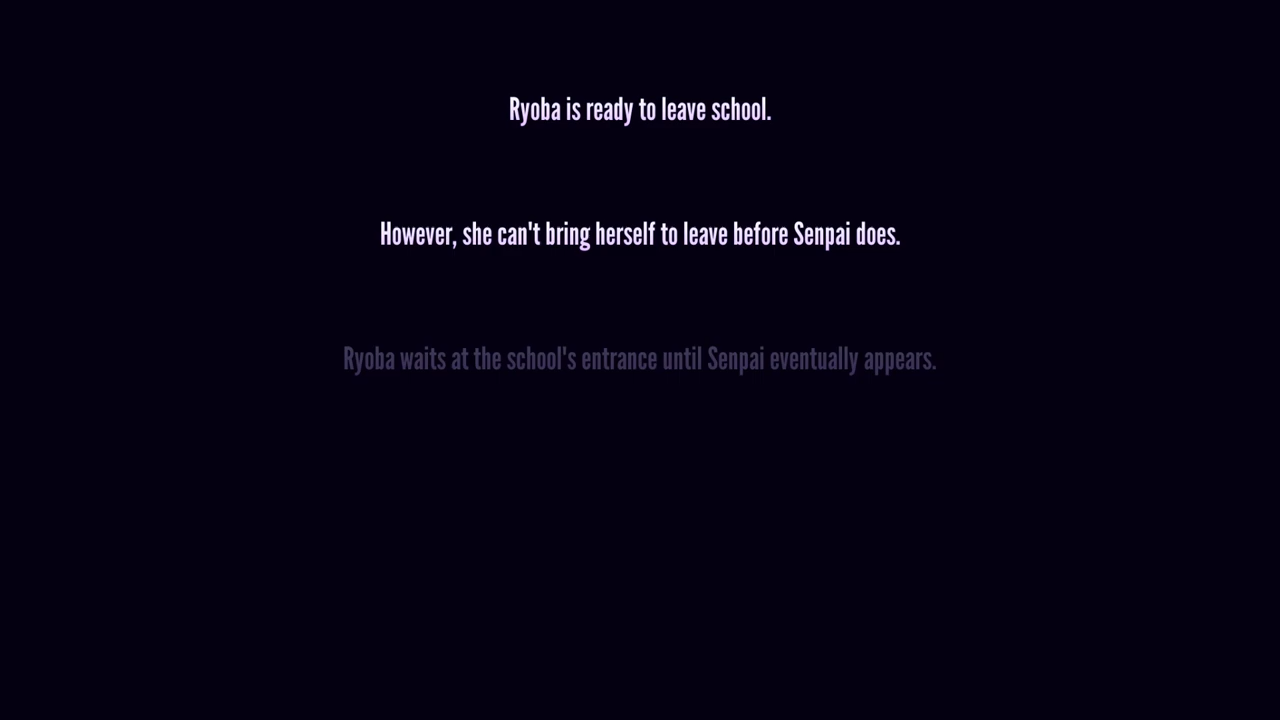 Ryoba is ready to leave school.
However, she can't bring herself to leave before Senpai does.
Ryoba waits at the school's entrance until Senpai eventually appears.